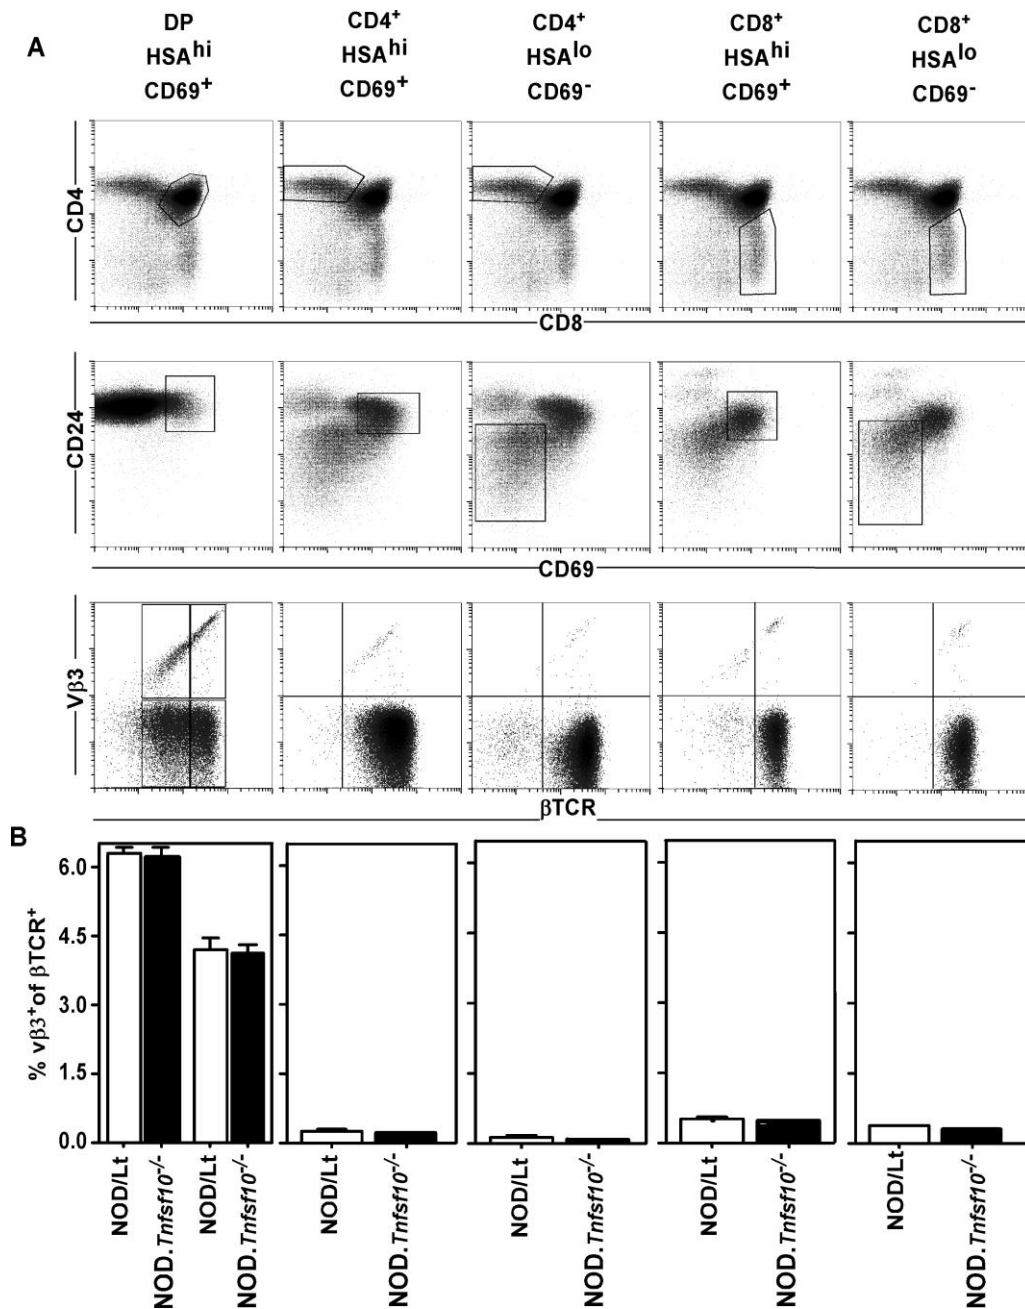 A
DP
HSAhi
CD69+
CD4+
HSAhi
CD69+
CD4+
HSAlo
CD69-
CD8+
HSAhi
CD69+
CD8+
HSAlo
CD69-
CD4
CD8
CD24
CD69
Vβ3
βTCR
B
% vβ3+of βTCR+
6.0
4.5
3.0
1.5
0.0
NOD/Lt
NOD.Tnfsf10-/-
NOD/Lt
NOD.Tnfsf10-/-
NOD/Lt
NOD.Tnfsf10-/-
NOD/Lt
NOD.Tnfsf10-/-
NOD/Lt
NOD.Tnfsf10-/-
NOD/Lt
NOD.Tnfsf10-/-